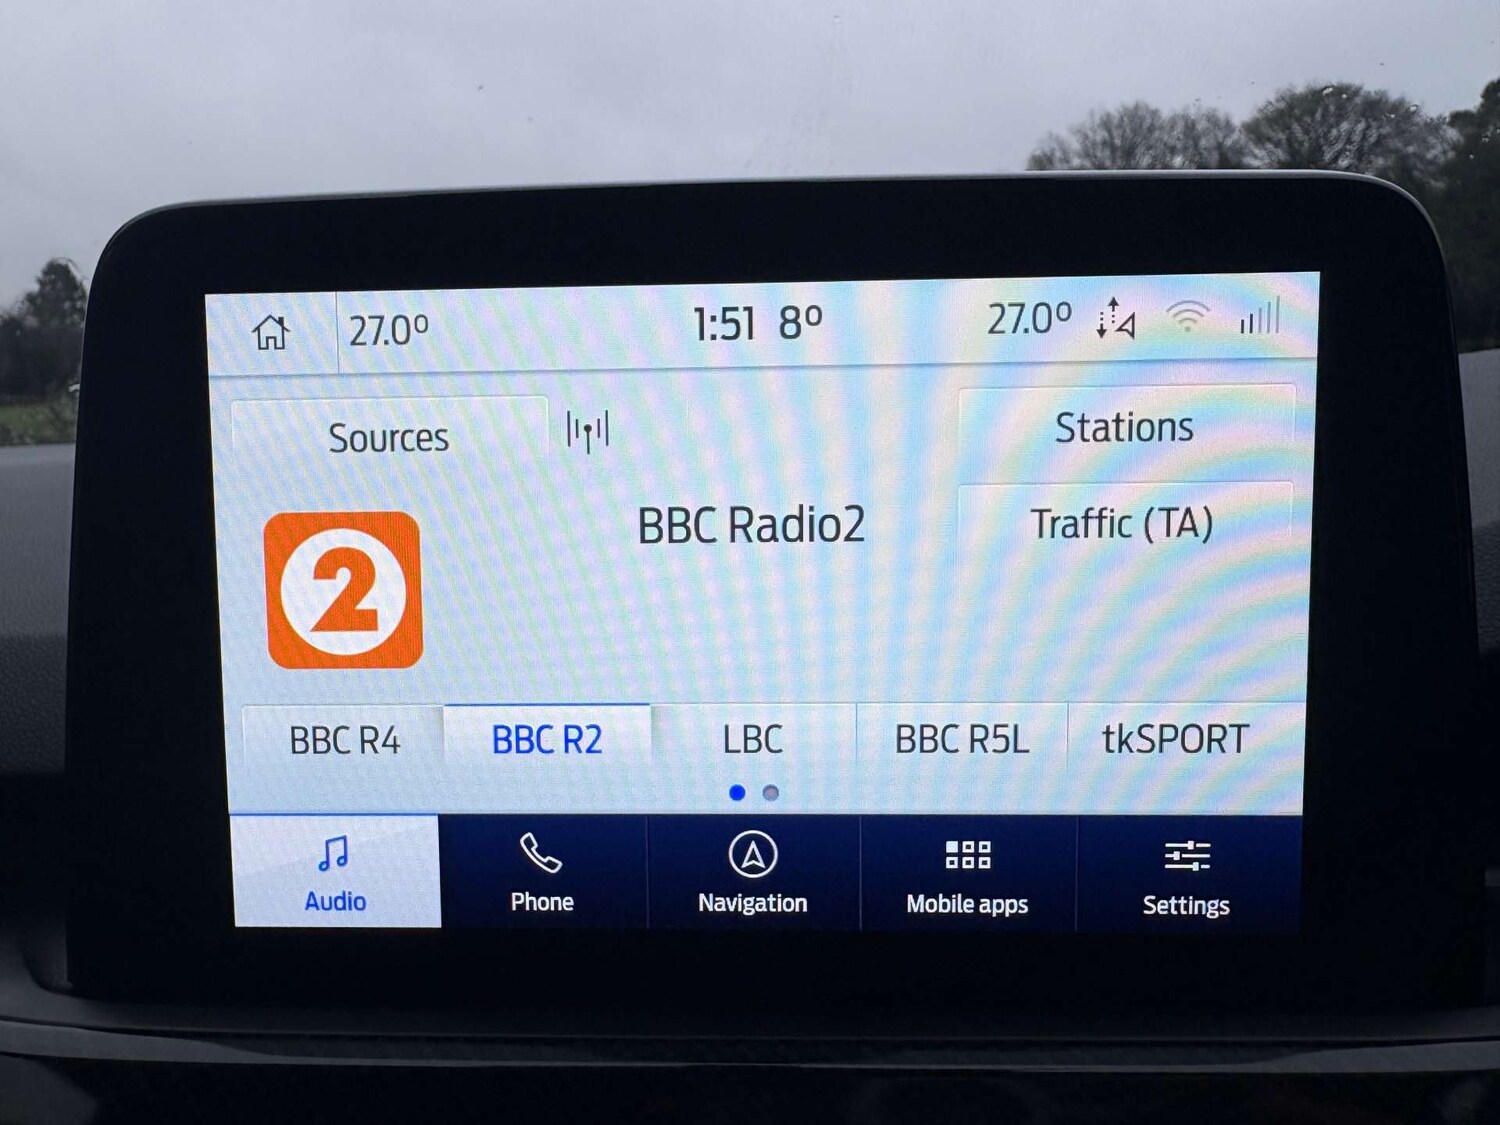 27.0° 1:51 8° 27.0°
Sources
Stations
BBC Radio2
Traffic (TA)
2
BBC R4 BBC R2 LBC BBC R5L tkSPORT
Audio Phone Navigation Mobile apps Settings